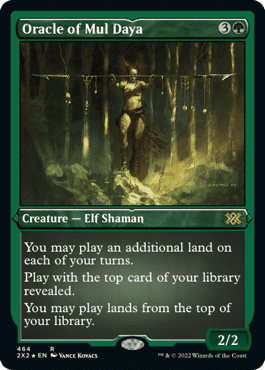 Oracle of Mul Daya 3
Creature — Elf Shaman
You may play an additional land on
each of your turns.
Play with the top card of your library
revealed.
You may play lands from the top of
your library.
2/2
464 R
2X2 ★ EN VANCE KOVACS
™ & © 2022 Wizards of the Coast